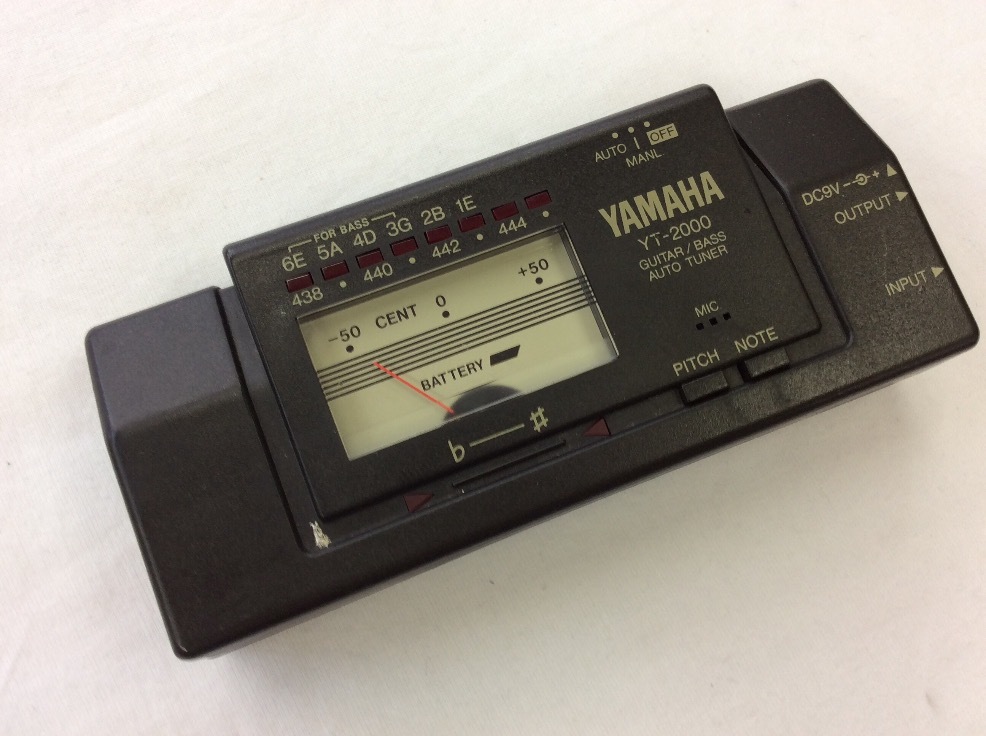 AUTO MANL OFF
YAMAHA
YT-2000
GUITAR/BASS
AUTO TUNER
FOR BASS
6E 5A 4D 3G 2B 1E
438 • 440 • 442 • 444 •
-50 CENT 0 +50
BATTERY
♭ — ♯
MIC
PITCH NOTE
DC9V
OUTPUT
INPUT